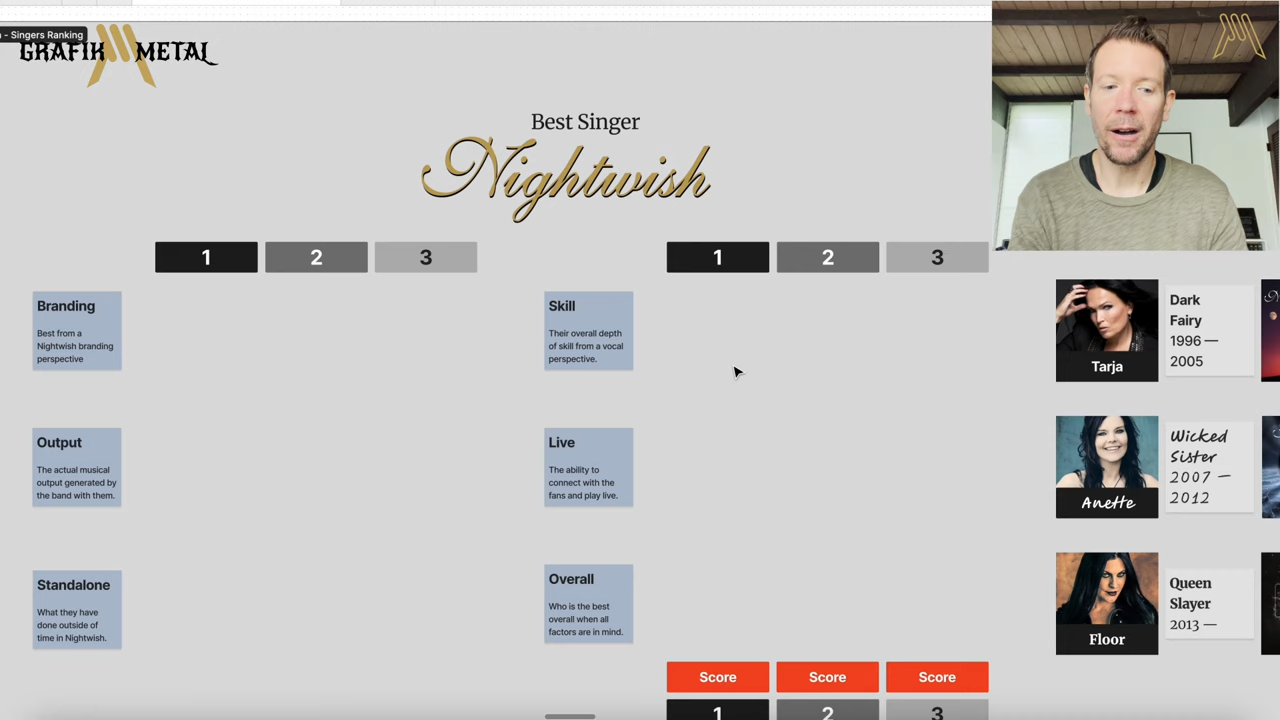 - Singers Ranking
GRAFIK METAL
Best Singer
Nightwish
1 2 3
1 2 3
Branding
Best from a
Nightwish branding
perspective
Skill
Their overall depth
of skill from a vocal
perspective.
Tarja
Dark
Fairy
1996 —
2005
Output
The actual musical
output generated by
the band with them.
Live
The ability to
connect with the
fans and play live.
Anette
Wicked
Sister
2007 —
2012
Standalone
What they have
done outside of
time in Nightwish.
Overall
Who is the best
overall when all
factors are in mind.
Floor
Queen
Slayer
2013 —
Score Score Score
1 2 3